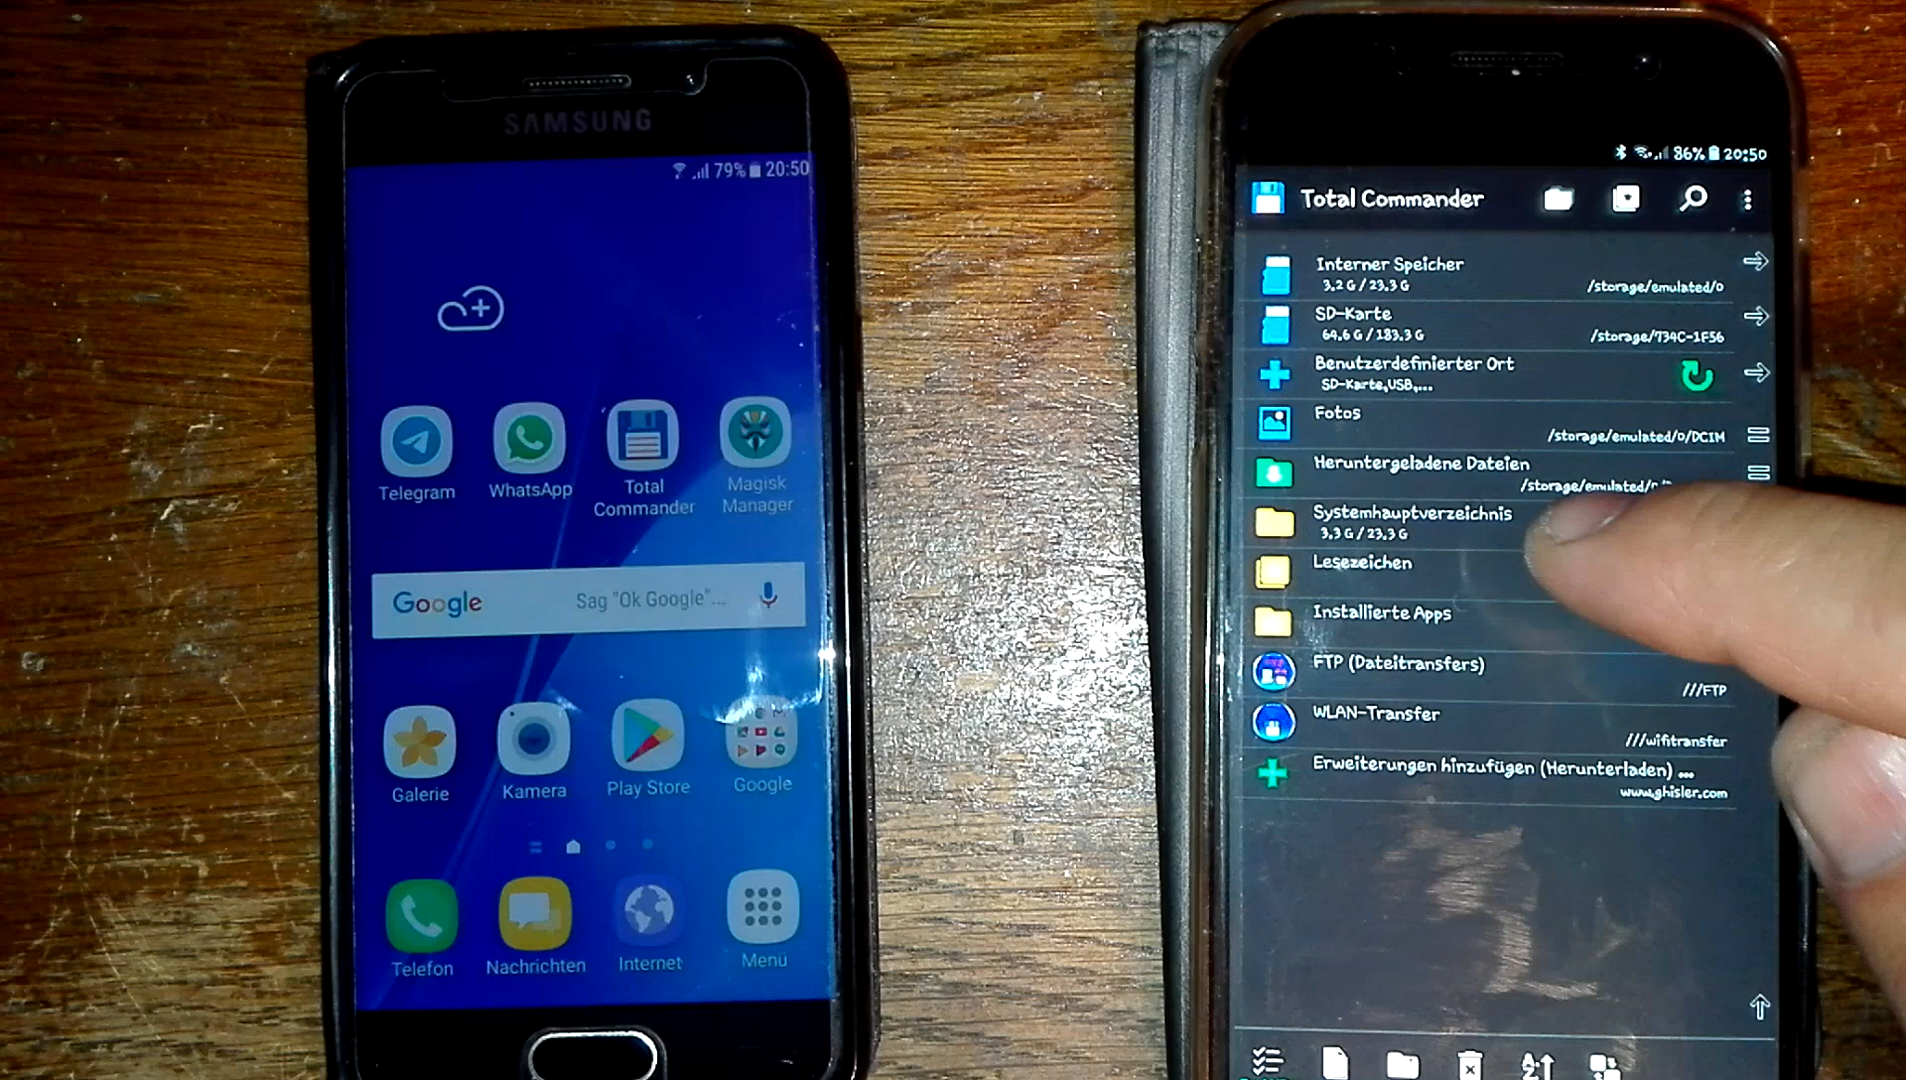 SAMSUNG
79% 20:50
Telegram
WhatsApp
Total
Commander
Magisk
Manager
Google
Sag "Ok Google"...
Galerie
Kamera
Play Store
Google
Telefon
Nachrichten
Internet
Menü
86% 20:50
Total Commander
Interner Speicher
3.2 G / 23.3 G
/storage/emulated/0
SD-Karte
64.6 G / 183.3 G
/storage/734C-1F56
Benutzerdefinierter Ort
SD-Karte,USB,...
Fotos
/storage/emulated/0/DCIM
Heruntergeladene Dateien
/storage/emulated/
Systemhauptverzeichnis
3.3 G / 23.3 G
Lesezeichen
Installierte Apps
FTP (Dateitransfers)
///FTP
WLAN-Transfer
///wifitransfer
Erweiterungen hinzufügen (Herunterladen) ...
www.ghisler.com